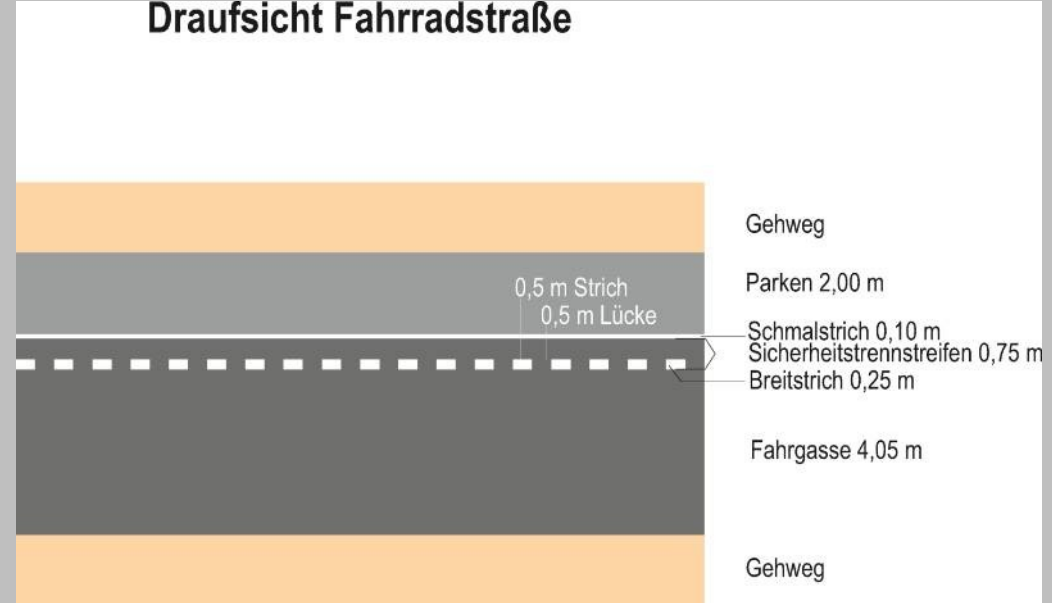 Draufsicht Fahrradstraße
Gehweg
0,5 m Strich
Parken 2,00 m
0,5 m Lücke
Schmalstrich 0,10 m
Sicherheitstrennstreifen 0,75 m
Breitstrich 0,25 m
Fahrgasse 4,05 m
Gehweg